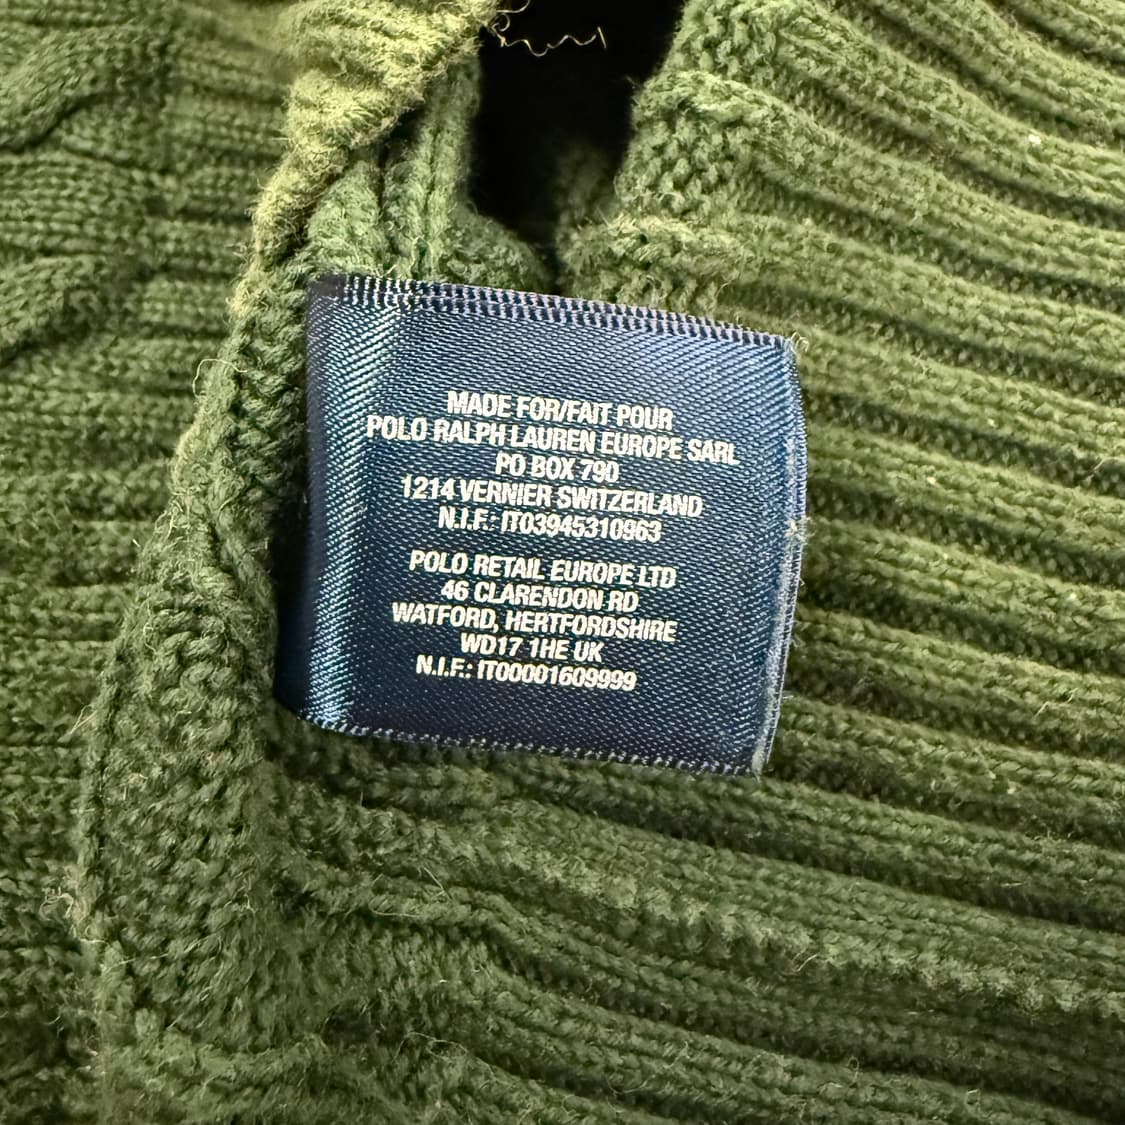 MADE FOR/FAIT POUR
POLO RALPH LAUREN EUROPE SARL
PO BOX 790
1214 VERNIER SWITZERLAND
N.I.F.: IT03945310963
POLO RETAIL EUROPE LTD
46 CLARENDON RD
WATFORD, HERTFORDSHIRE
WD17 1HE UK
N.I.F.: IT00001609999